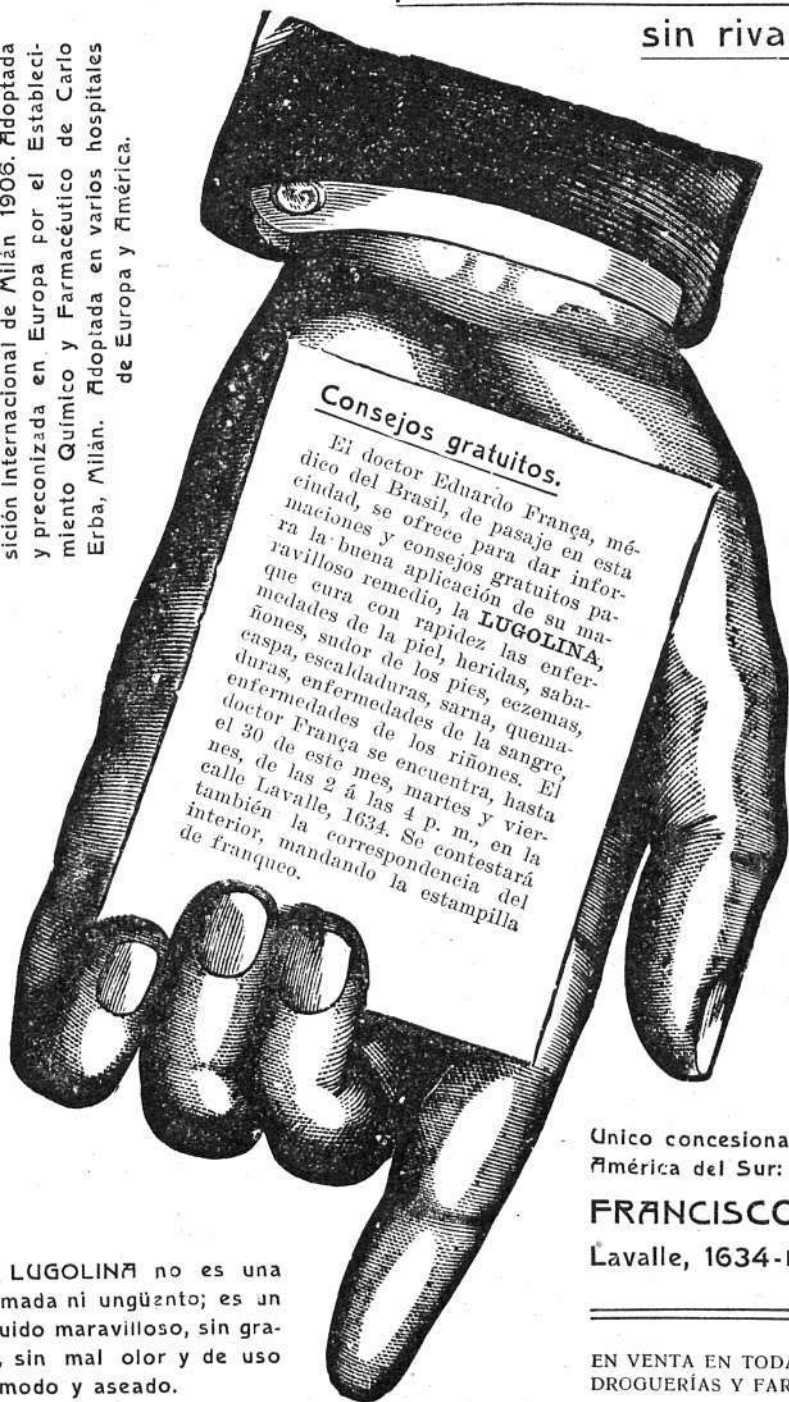 sin riva
sición Internacional de Milán 1906. Adoptada
y preconizada en Europa por el Estableci-
miento Químico y Farmacéutico de Carlo
Erba, Milán. Adoptada en varios hospitales
de Europa y América.
Consejos gratuitos.
El doctor Eduardo França, mé-
dico del Brasil, de pasaje en esta
ciudad, se ofrece para dar infor-
maciones y consejos gratuitos pa-
ra la buena aplicación de su ma-
ravilloso remedio, la LUGOLINA,
que cura con rapidez las enfer-
medades de la piel, heridas, saba-
ñones, sudor de los pies, eczemas,
caspa, escaldaduras, sarna, quema-
duras, enfermedades de la sangre,
enfermedades de los riñones. El
doctor França se encuentra, hasta
el 30 de este mes, martes y vier-
nes, de las 2 á las 4 p. m., en la
calle Lavalle, 1634. Se contestará
también la correspondencia del
interior, mandando la estampilla
de franqueo.
Unico concesiona
América del Sur:
FRANCISCO
Lavalle, 1634-
LUGOLINA no es una
mada ni ungüento; es un
uido maravilloso, sin gra-
, sin mal olor y de uso
modo y aseado.
EN VENTA EN TODA
DROGUERÍAS Y FAR